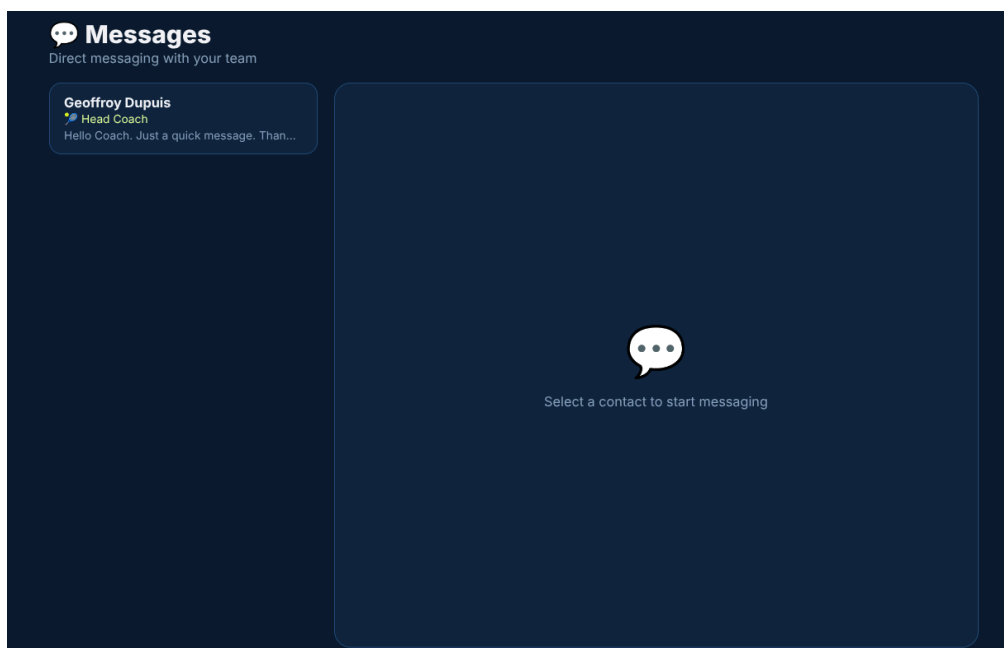 Messages
Direct messaging with your team
Geoffroy Dupuis
Head Coach
Hello Coach. Just a quick message. Than...
Select a contact to start messaging